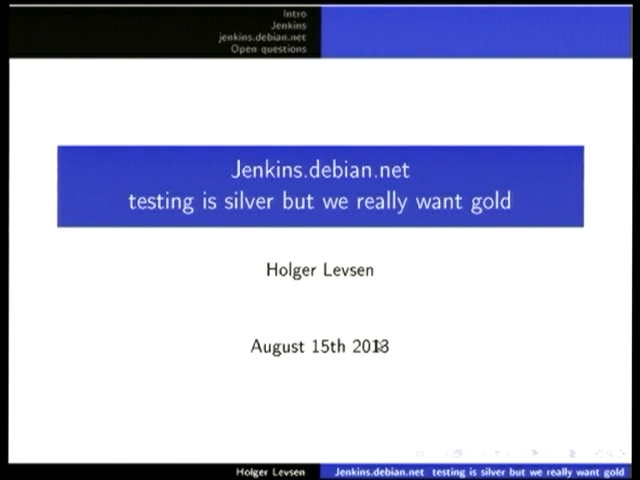 Intro
Jenkins
jenkins.debian.net
Open questions
Jenkins.debian.net
testing is silver but we really want gold
Holger Levsen
August 15th 2013
Holger Levsen
Jenkins.debian.net testing is silver but we really want gold